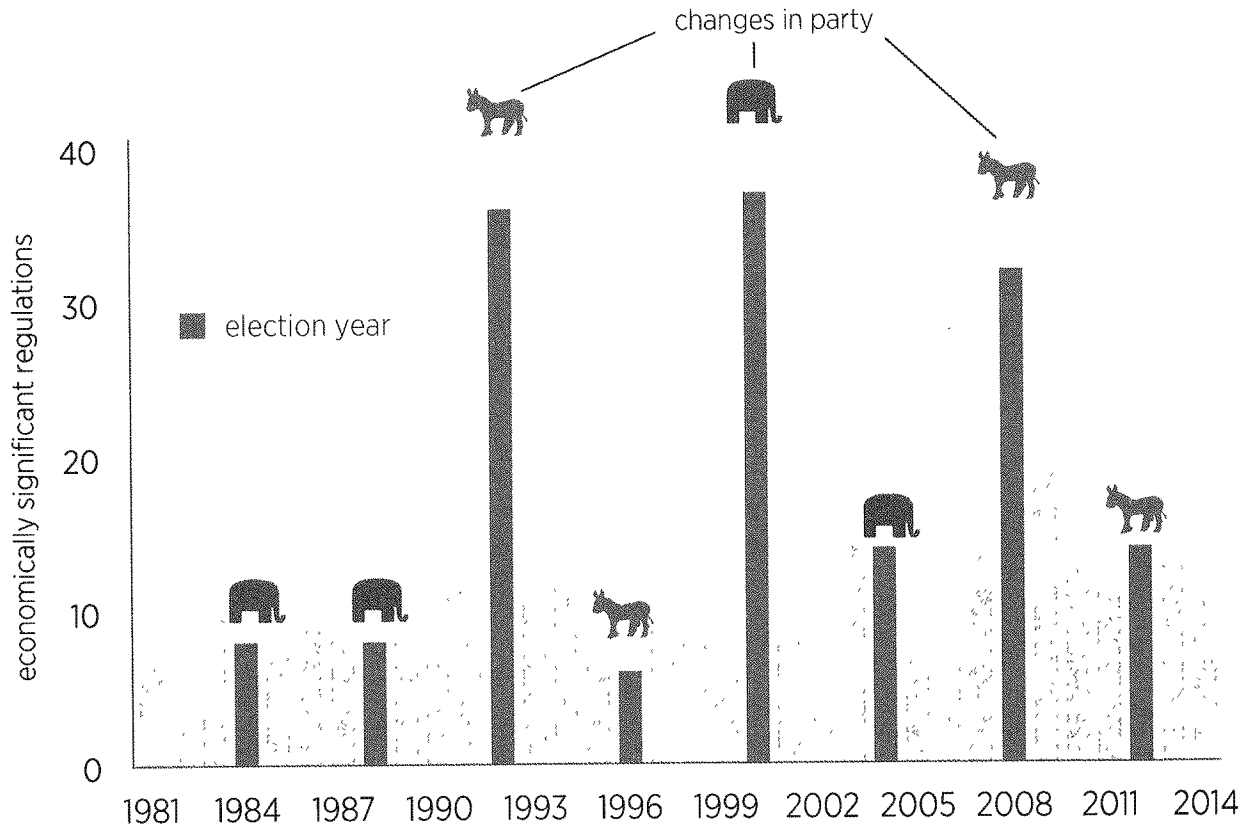 changes in party
40
30
20
10
0
economically significant regulations
election year
1981 1984 1987 1990 1993 1996 1999 2002 2005 2008 2011 2014